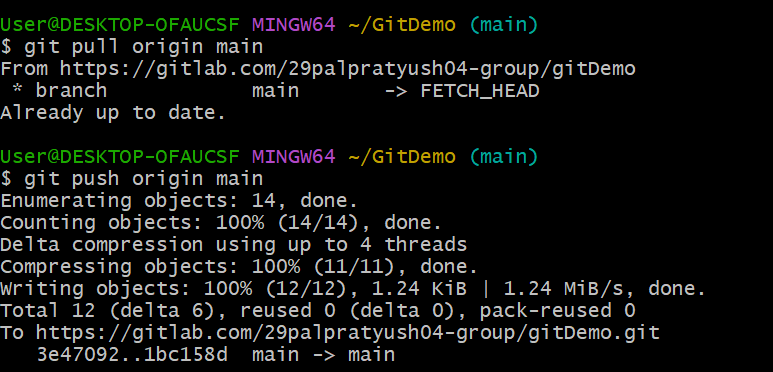 User@DESKTOP-OFAUCSF MINGW64 ~/GitDemo (main)
$ git pull origin main
From https://gitlab.com/29palpratyush04-group/gitDemo
 * branch            main       -> FETCH_HEAD
Already up to date.

User@DESKTOP-OFAUCSF MINGW64 ~/GitDemo (main)
$ git push origin main
Enumerating objects: 14, done.
Counting objects: 100% (14/14), done.
Delta compression using up to 4 threads
Compressing objects: 100% (11/11), done.
Writing objects: 100% (12/12), 1.24 KiB | 1.24 MiB/s, done.
Total 12 (delta 6), reused 0 (delta 0), pack-reused 0
To https://gitlab.com/29palpratyush04-group/gitDemo.git
   3e47092..1bc158d  main -> main